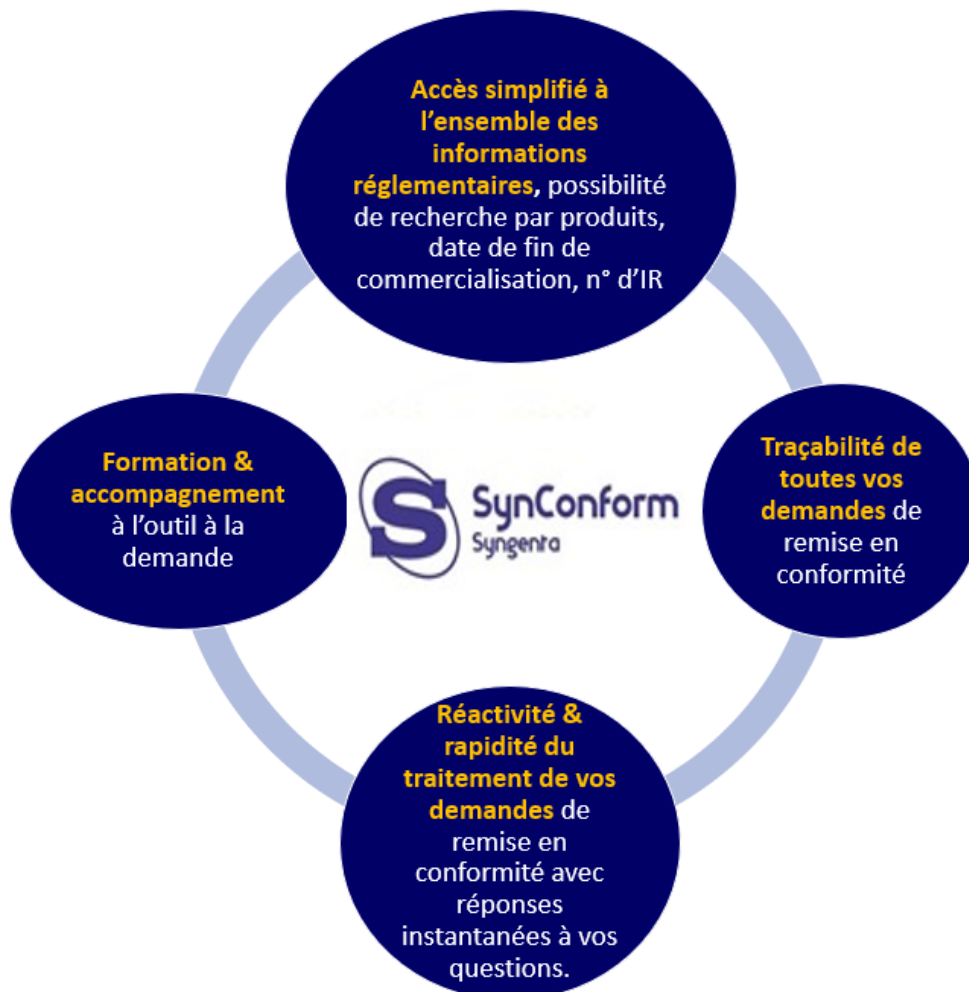 Accès simplifié à
l'ensemble des
informations
réglementaires, possibilité
de recherche par produits,
date de fin de
commercialisation, n° d'IR
Formation &
accompagnement
à l'outil à la
demande
SynConform
Syngenta
Traçabilité de
toutes vos
demandes de
remise en
conformité
Réactivité &
rapidité du
traitement de vos
demandes de
remise en
conformité avec
réponses
instantanées à vos
questions.